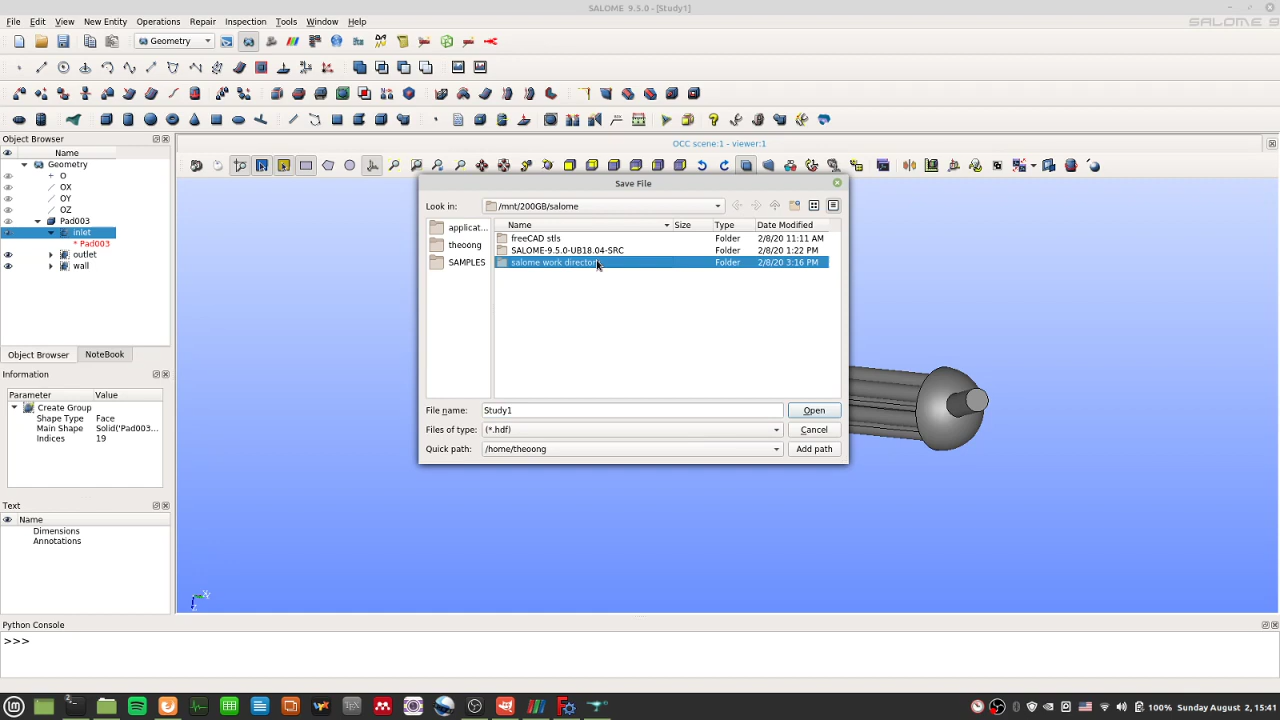 SALOME 9.5.0 - [Study1]
File Edit View New Entity Operations Repair Inspection Tools Window Help
SALOME 9
Geometry
Object Browser
OCC scene:1 - viewer:1
Name
Geometry
O
OX
OY
OZ
Pad003
inlet
* Pad003
outlet
wall
Save File
Look in: /mnt/200GB/salome
Name Size Type Date Modified
applicat...
theoong
SAMPLES
freeCAD stls Folder 2/8/20 11:11 AM
SALOME-9.5.0-UB18.04-SRC Folder 2/8/20 1:22 PM
salome work director Folder 2/8/20 3:16 PM
File name: Study1 Open
Files of type: (*.hdf) Cancel
Quick path: /home/theoong Add path
Object Browser NoteBook
Information
Parameter Value
Create Group
Shape Type Face
Main Shape Solid('Pad003...
Indices 19
Text
Name
Dimensions
Annotations
Python Console
>>>
100% Sunday August 2, 15:41